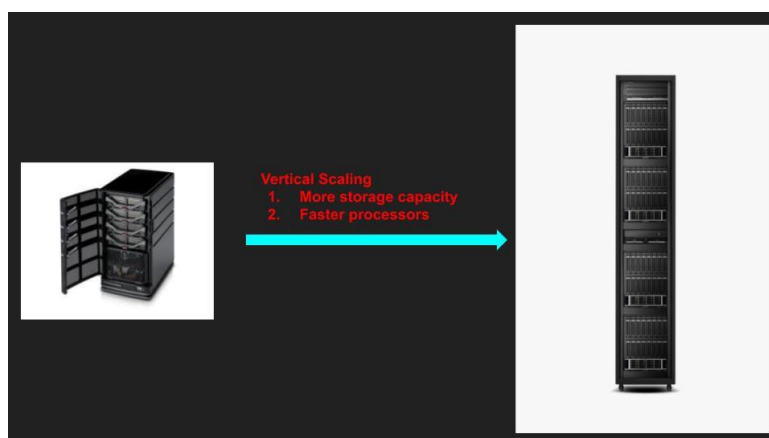 Vertical Scaling
1. More storage capacity
2. Faster processors